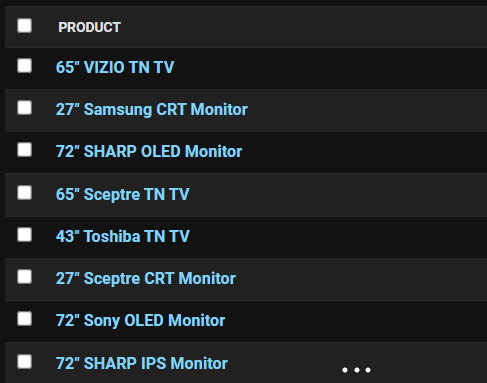 PRODUCT
65" VIZIO TN TV
27" Samsung CRT Monitor
72" SHARP OLED Monitor
65" Sceptre TN TV
43" Toshiba TN TV
27" Sceptre CRT Monitor
72" Sony OLED Monitor
72" SHARP IPS Monitor
...